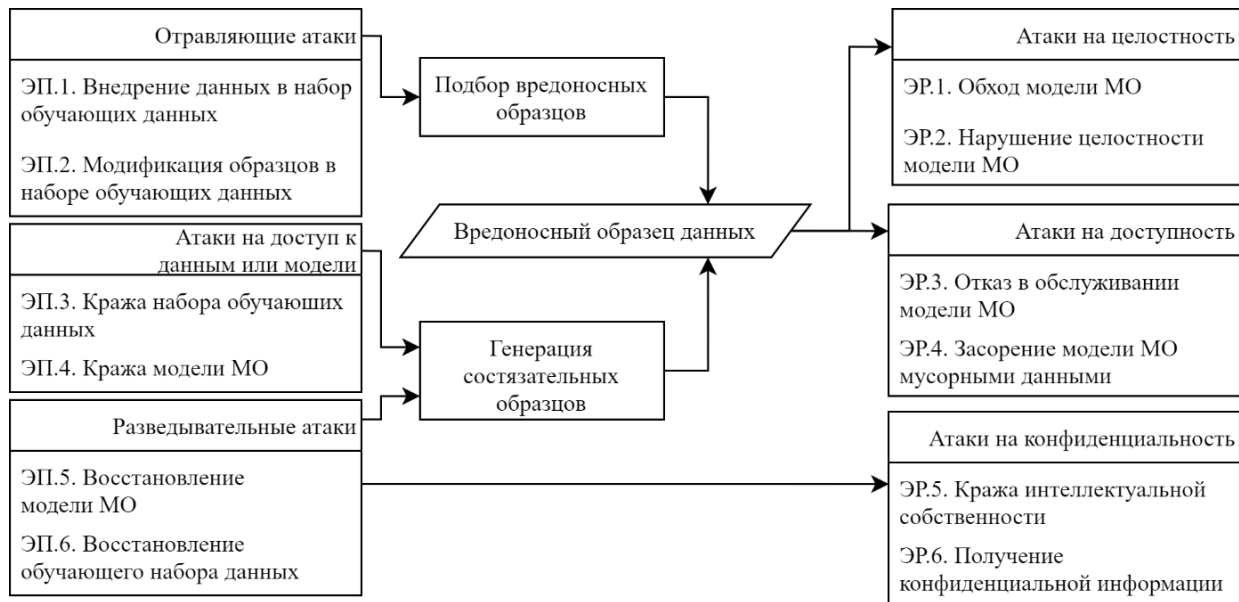 Отравляющие атаки
ЭП.1. Внедрение данных в набор
обучающих данных
ЭП.2. Модификация образцов в
наборе обучающих данных
Атаки на доступ к
данным или модели
ЭП.3. Кража набора обучаюших
данных
ЭП.4. Кража модели МО
Разведывательные атаки
ЭП.5. Восстановление
модели МО
ЭП.6. Восстановление
обучающего набора данных
Подбор вредоносных
образцов
Вредоносный образец данных
Генерация
состязательных
образцов
Атаки на целостность
ЭР.1. Обход модели МО
ЭР.2. Нарушение целостности
модели МО
Атаки на доступность
ЭР.3. Отказ в обслуживании
модели МО
ЭР.4. Засорение модели МО
мусорными данными
Атаки на конфиденциальность
ЭР.5. Кража интеллектуальной
собственности
ЭР.6. Получение
конфиденциальной информации